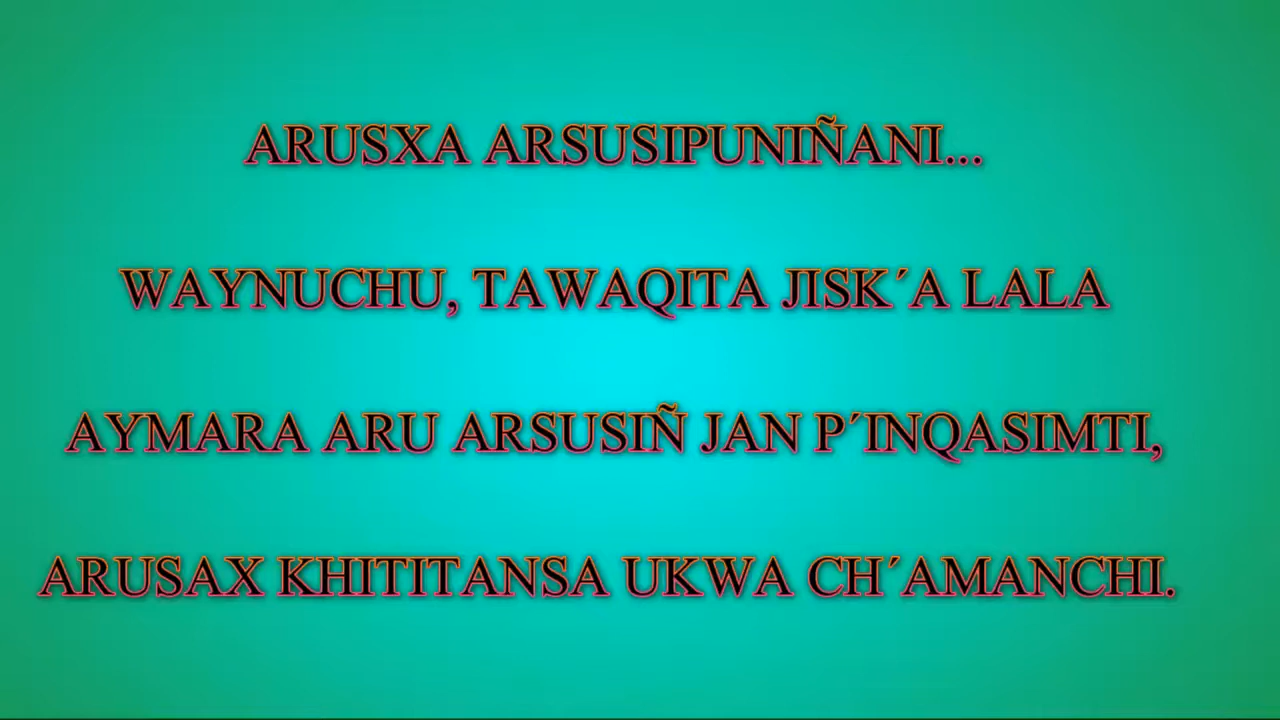 ARUSXA ARSUSIPUNIÑANI...
WAYNUCHU, TAWAQITA JISK´A LALA
AYMARA ARU ARSUSIÑ JAN P´INQASIMTI,
ARUSAX KHITITANSA UKWA CH´AMANCHI.